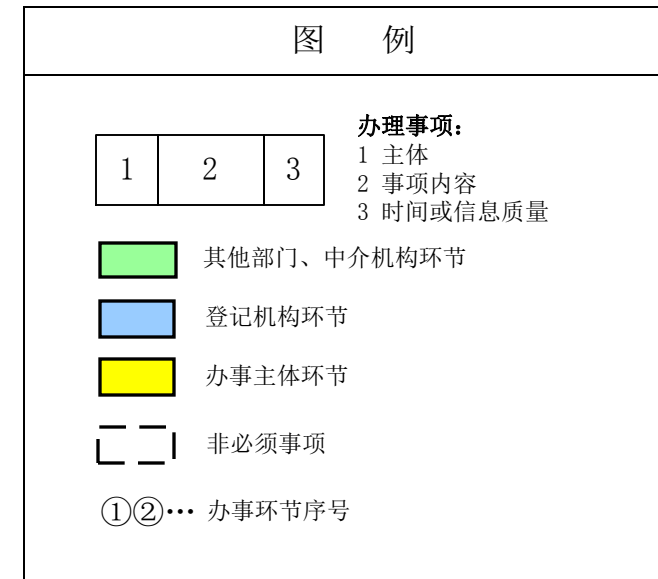 图 例
办理事项:
1 2 3
1 主体
2 事项内容
3 时间或信息质量
其他部门、中介机构环节
登记机构环节
办事主体环节
非必须事项
①②… 办事环节序号